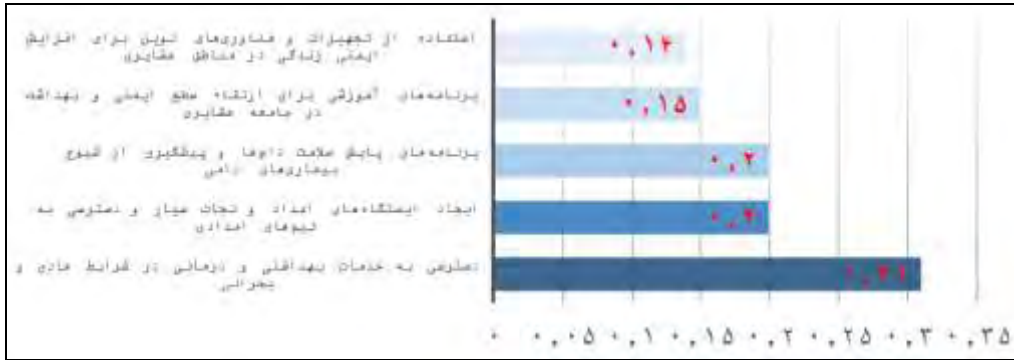 استفاده از تجهیزات و فناوری‌های نوین برای افزایش
ایمنی زندگی در مناطق عشایری
۰,۱۴
برنامه‌های آموزشی برای ارتقاء سطح ایمنی و بهداشت
در جامعه عشایری
۰,۱۵
برنامه‌های پایش سلامت دام‌ها و پیشگیری از شیوع
بیماری‌های دامی
۰,۲
ایجاد ایستگاه‌های امداد و نجات سیار و دسترسی به
تیم‌های امدادی
۰,۲
دسترسی به خدمات بهداشتی و درمانی در شرایط عادی و
بحرانی
۰,۳۱
۰ ۰,۰۵ ۰,۱ ۰,۱۵ ۰,۲ ۰,۲۵ ۰,۳ ۰,۳۵